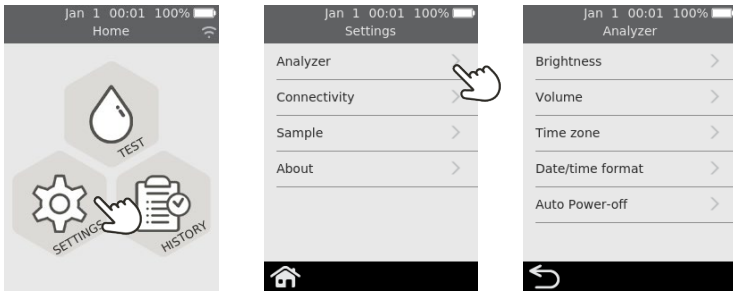 Jan 1 00:01 100%
Home
TEST
SETTINGS
HISTORY
Jan 1 00:01 100%
Settings
Analyzer
Connectivity
Sample
About
Jan 1 00:01 100%
Analyzer
Brightness
Volume
Time zone
Date/time format
Auto Power-off